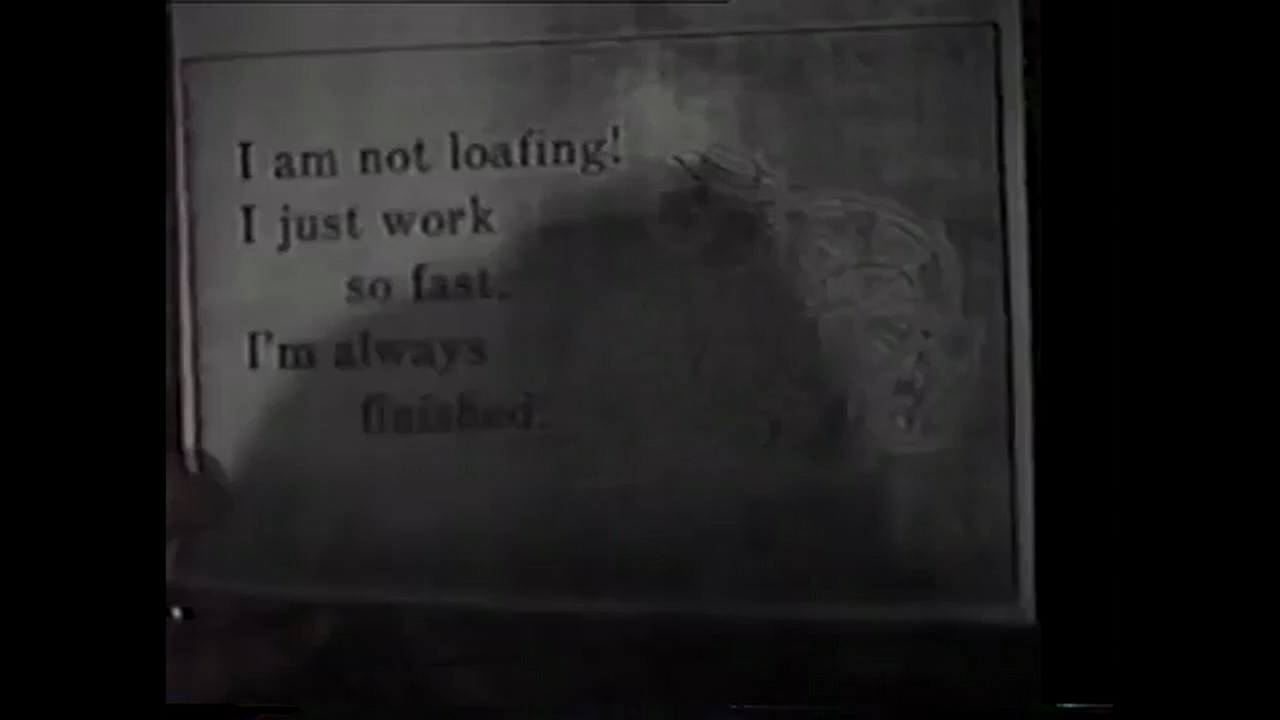 I am not loafing!
I just work
so fast.
I'm always
finished.